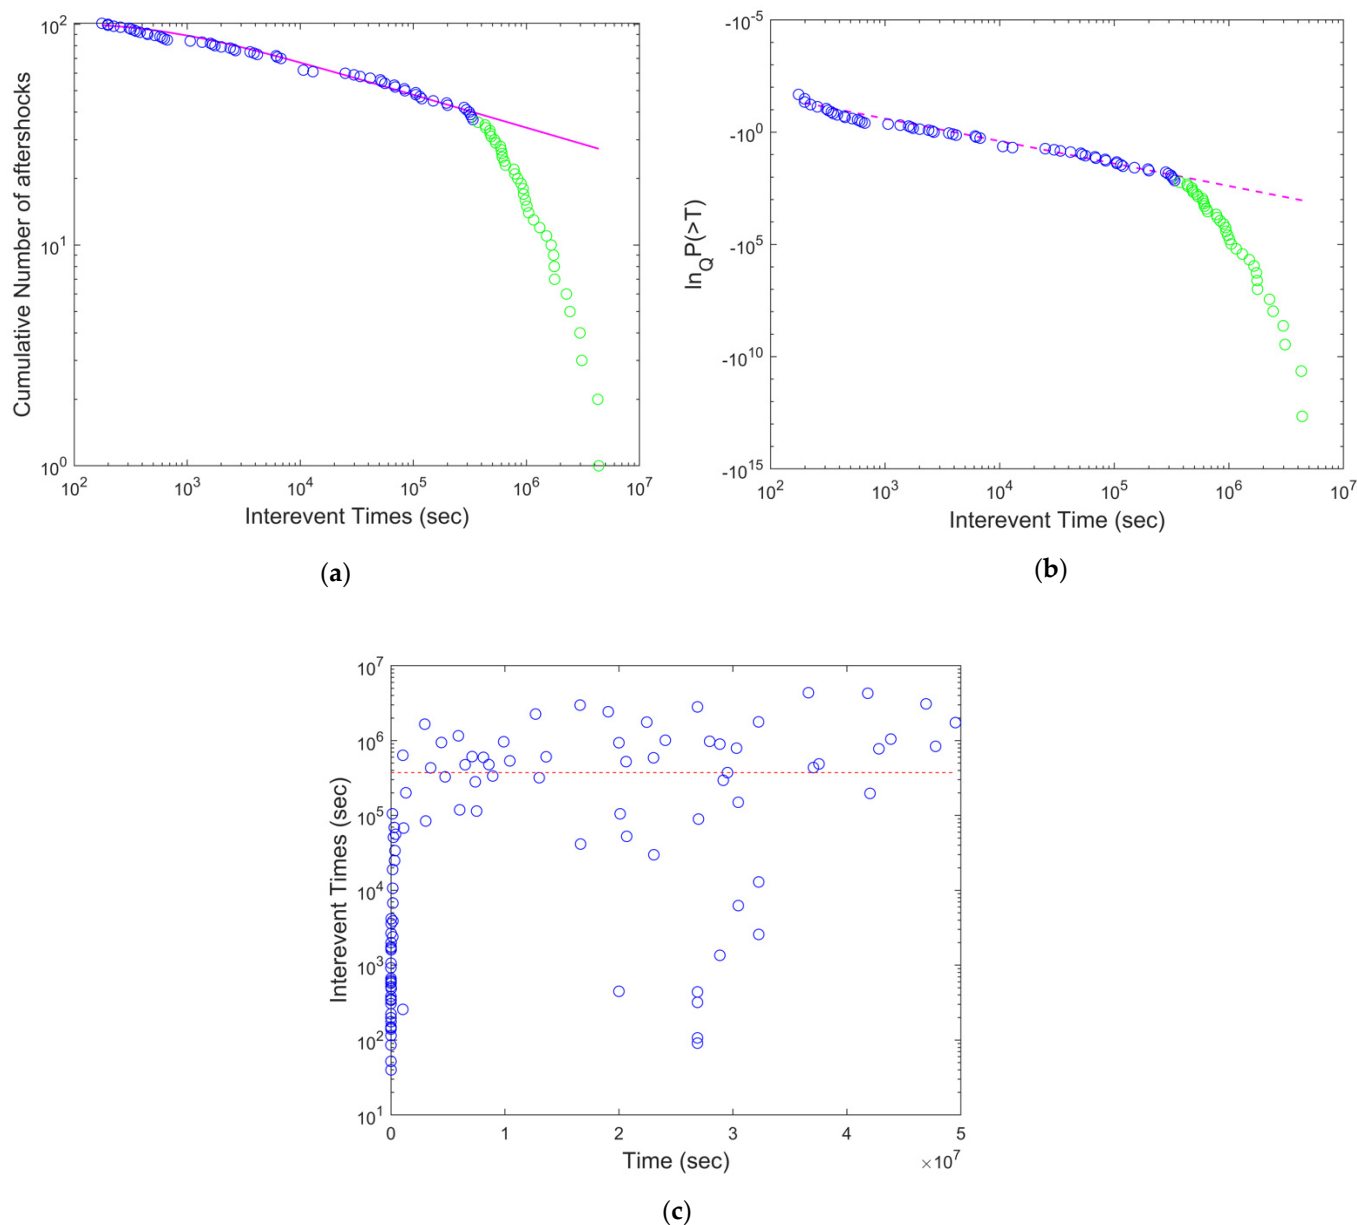 10^2
10^1
10^0
Cumulative Number of aftershocks
10^2 10^3 10^4 10^5 10^6 10^7
Interevent Times (sec)
(a)
-10^-5
-10^0
-10^5
-10^10
-10^15
ln_Q P(>T)
10^2 10^3 10^4 10^5 10^6 10^7
Interevent Time (sec)
(b)
10^7
10^6
10^5
10^4
10^3
10^2
10^1
Interevent Times (sec)
0 1 2 3 4 5
×10^7
Time (sec)
(c)